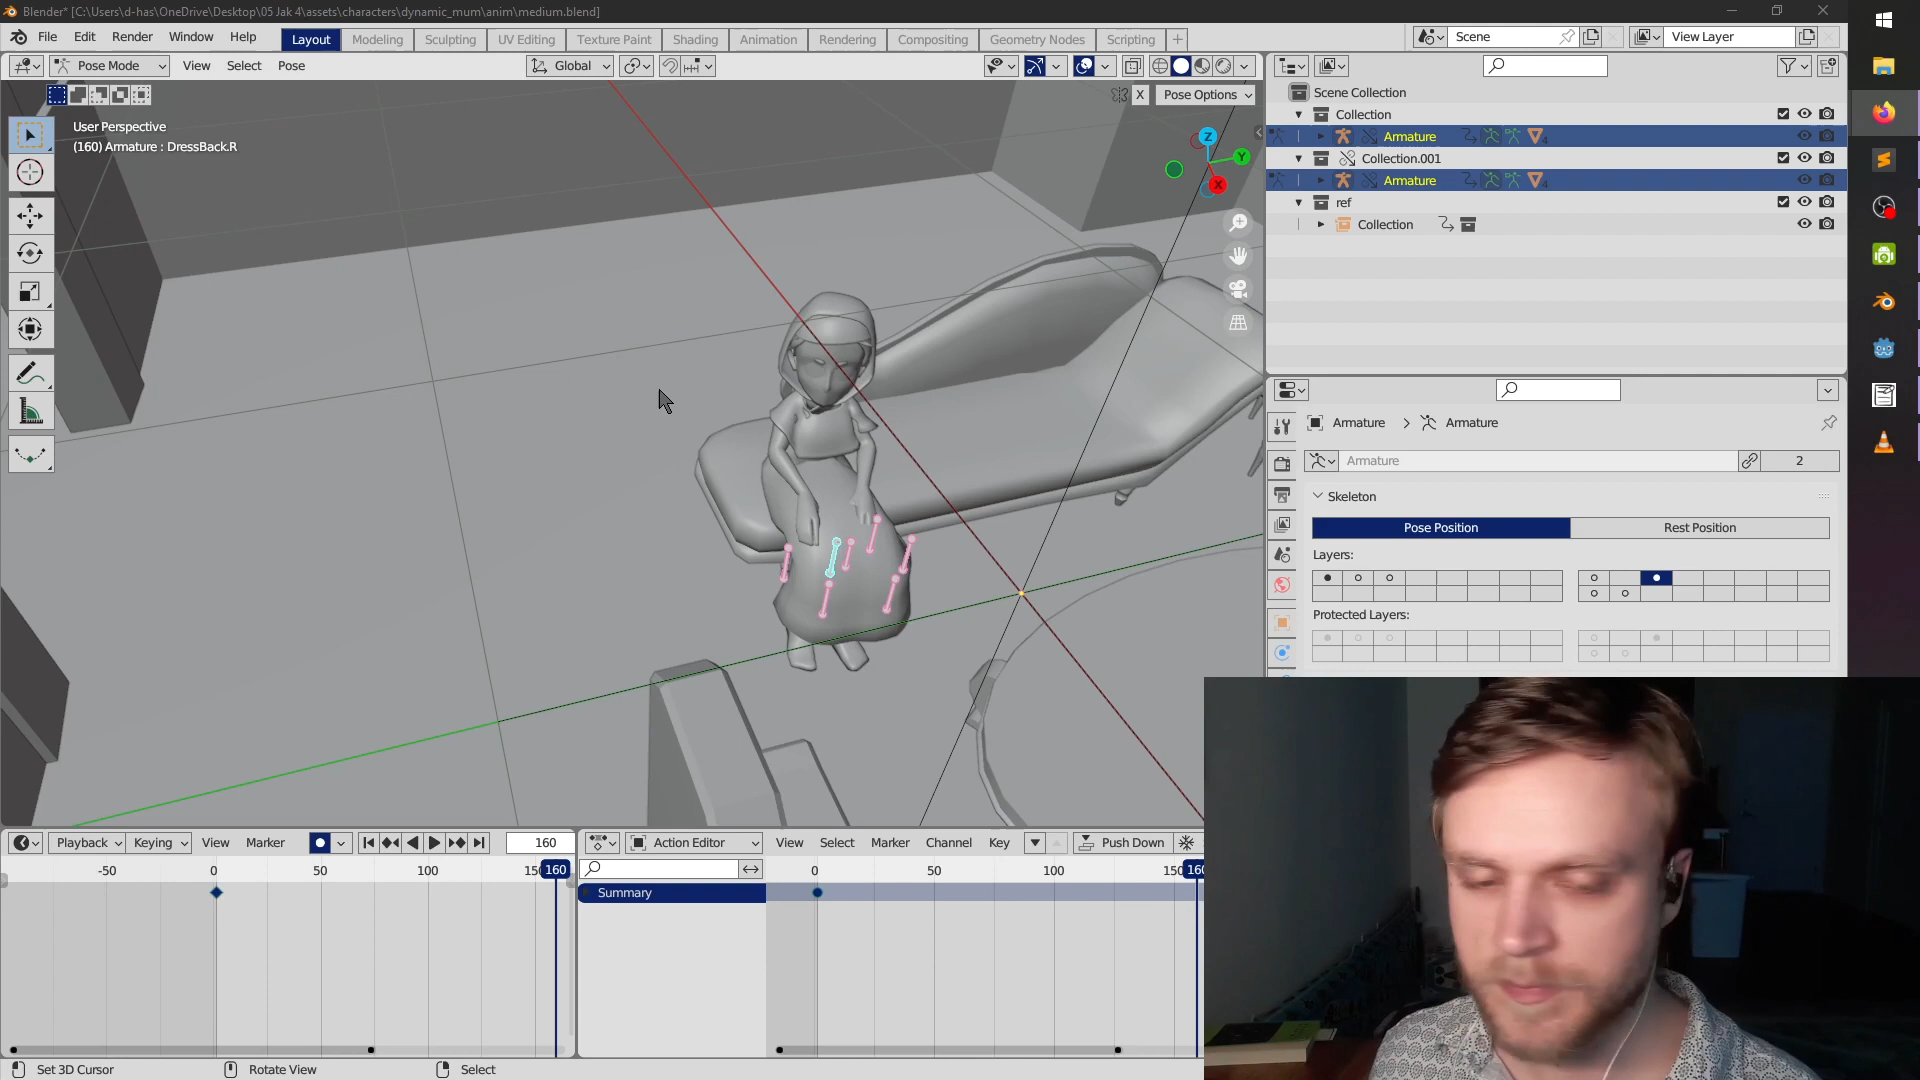 Blender* [C:\Users\d-has\OneDrive\Desktop\05 Jak 4\assets\characters\dynamic_mum\anim\medium.blend]
File Edit Render Window Help Layout Modeling Sculpting UV Editing Texture Paint Shading Animation Rendering Compositing Geometry Nodes Scripting + Scene View Layer
Pose Mode View Select Pose Global
X Pose Options
User Perspective
(160) Armature : DressBack.R
Z
Y
X
Scene Collection
Collection
Armature 4
Collection.001
Armature 4
ref
Collection
Armature > Armature
Armature 2
Skeleton
Pose Position Rest Position
Layers:
Protected Layers:
Playback Keying View Marker 160
Action Editor View Select Marker Channel Key Push Down
-50 0 50 100 160
0 50 100
Summary
Set 3D Cursor Rotate View Select